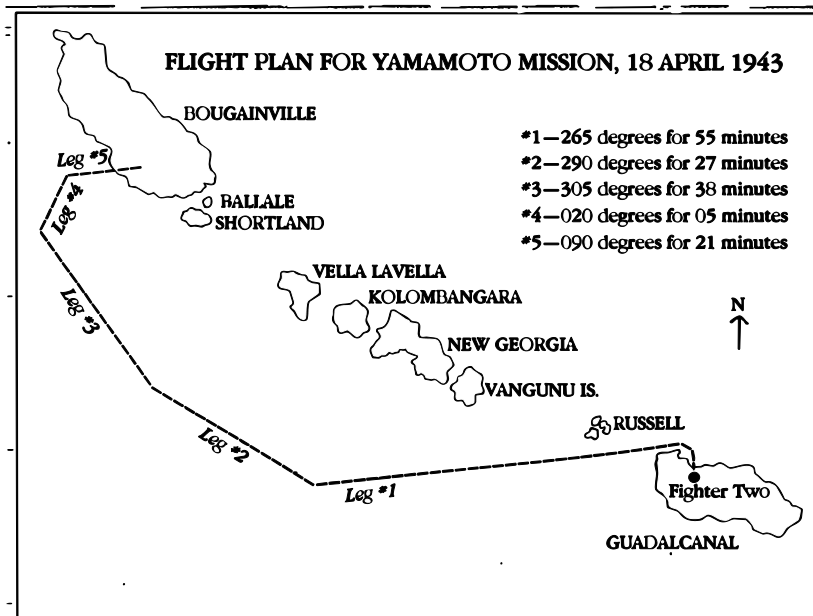 FLIGHT PLAN FOR YAMAMOTO MISSION, 18 APRIL 1943
BOUGAINVILLE
#1—265 degrees for 55 minutes
#2—290 degrees for 27 minutes
#3—305 degrees for 38 minutes
#4—020 degrees for 05 minutes
#5—090 degrees for 21 minutes
Leg #5
Leg #4
BALLALE
SHORTLAND
VELLA LAVELLA
KOLOMBANGARA
N
Leg #3
NEW GEORGIA
VANGUNU IS.
RUSSELL
Leg #2
Leg #1
Fighter Two
GUADALCANAL